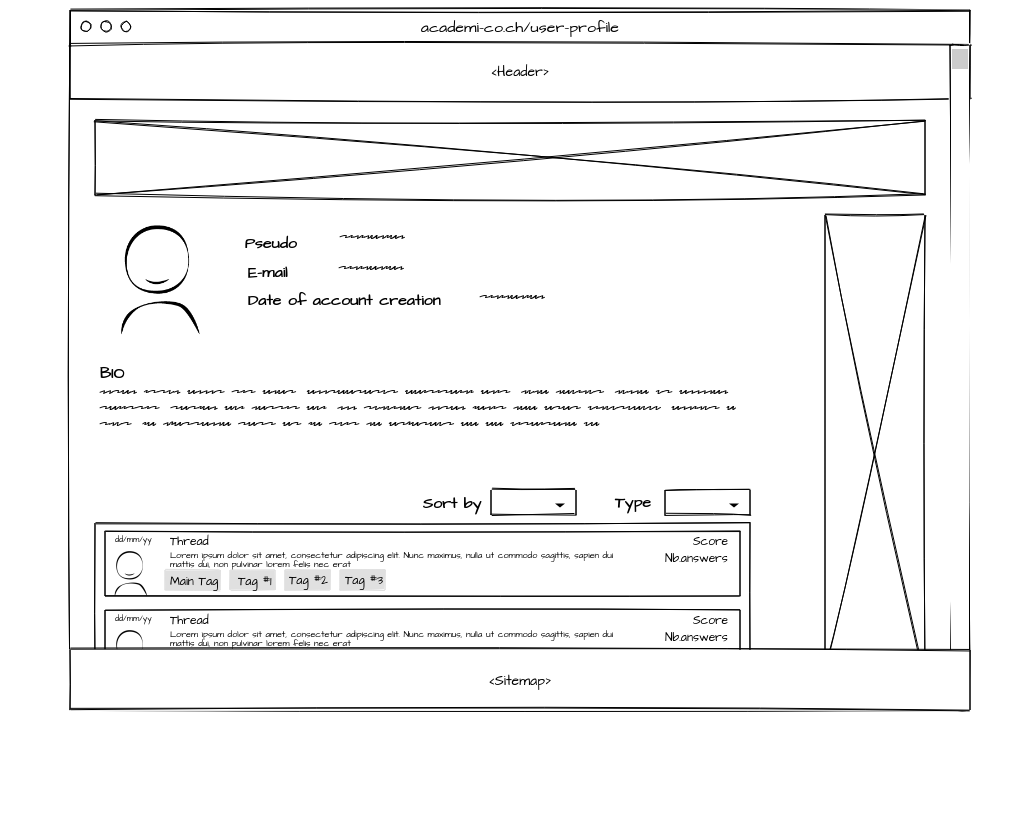 academi-co.ch/user-profile
<Header>
Pseudo
E-mail
Date of account creation
BIO
Sort by
Type
dd/mm/yy
Thread
Score
Lorem ipsum dolor sit amet, consectetur adipiscing elit. Nunc maximus, nulla ut commodo sagittis, sapien dui
mattis dui, non pulvinar lorem felis nec erat
Nb.answers
Main Tag
Tag #1
Tag #2
Tag #3
dd/mm/yy
Thread
Score
Lorem ipsum dolor sit amet, consectetur adipiscing elit. Nunc maximus, nulla ut commodo sagittis, sapien dui
mattis dui, non pulvinar lorem felis nec erat
Nb.answers
<Sitemap>